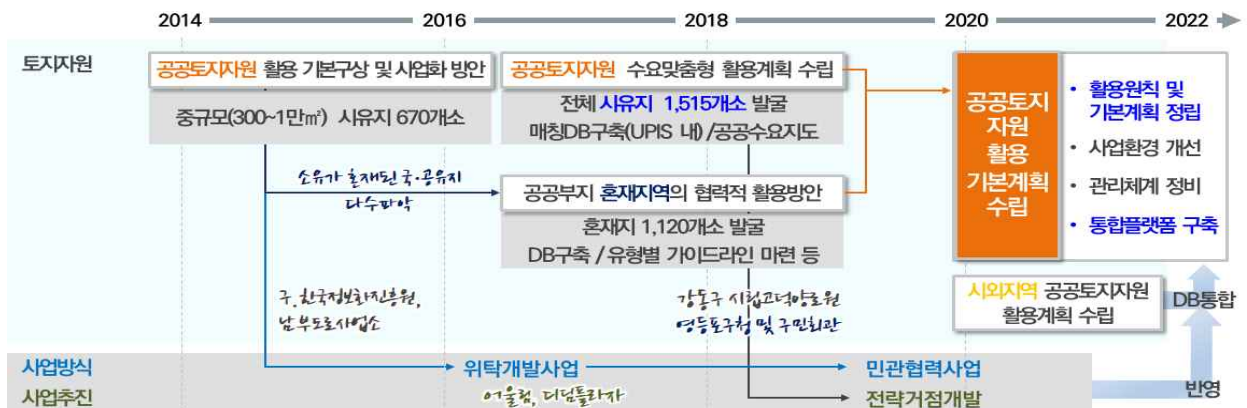 2014 2016 2018 2020 2022
토지자원
공공토지자원 활용 기본구상 및 사업화 방안
중규모(300~1만㎡) 시유지 670개소
공공토지자원 수요맞춤형 활용계획 수립
전체 시유지 1,515개소 발굴
매칭DB구축(UPIS 내)/공공수요지도
소유가 혼재된 국·공유지
다수파악
공공부지 혼재지역의 협력적 활용방안
혼재지 1,120개소 발굴
DB구축 / 유형별 가이드라인 마련 등
공공토지
자원
활용
기본계획
수립
• 활용원칙 및
기본계획 정립
• 사업환경 개선
• 관리체계 정비
• 통합플랫폼 구축
구.한국정보화진흥원,
남부도로사업소
강동구 시립고덕양로원
영등포구청 및 구민회관
시외지역 공공토지자원
활용계획 수립
DB통합
사업방식 위탁개발사업 민관협력사업
사업추진 어울림, 디딤플라자 전략거점개발
반영